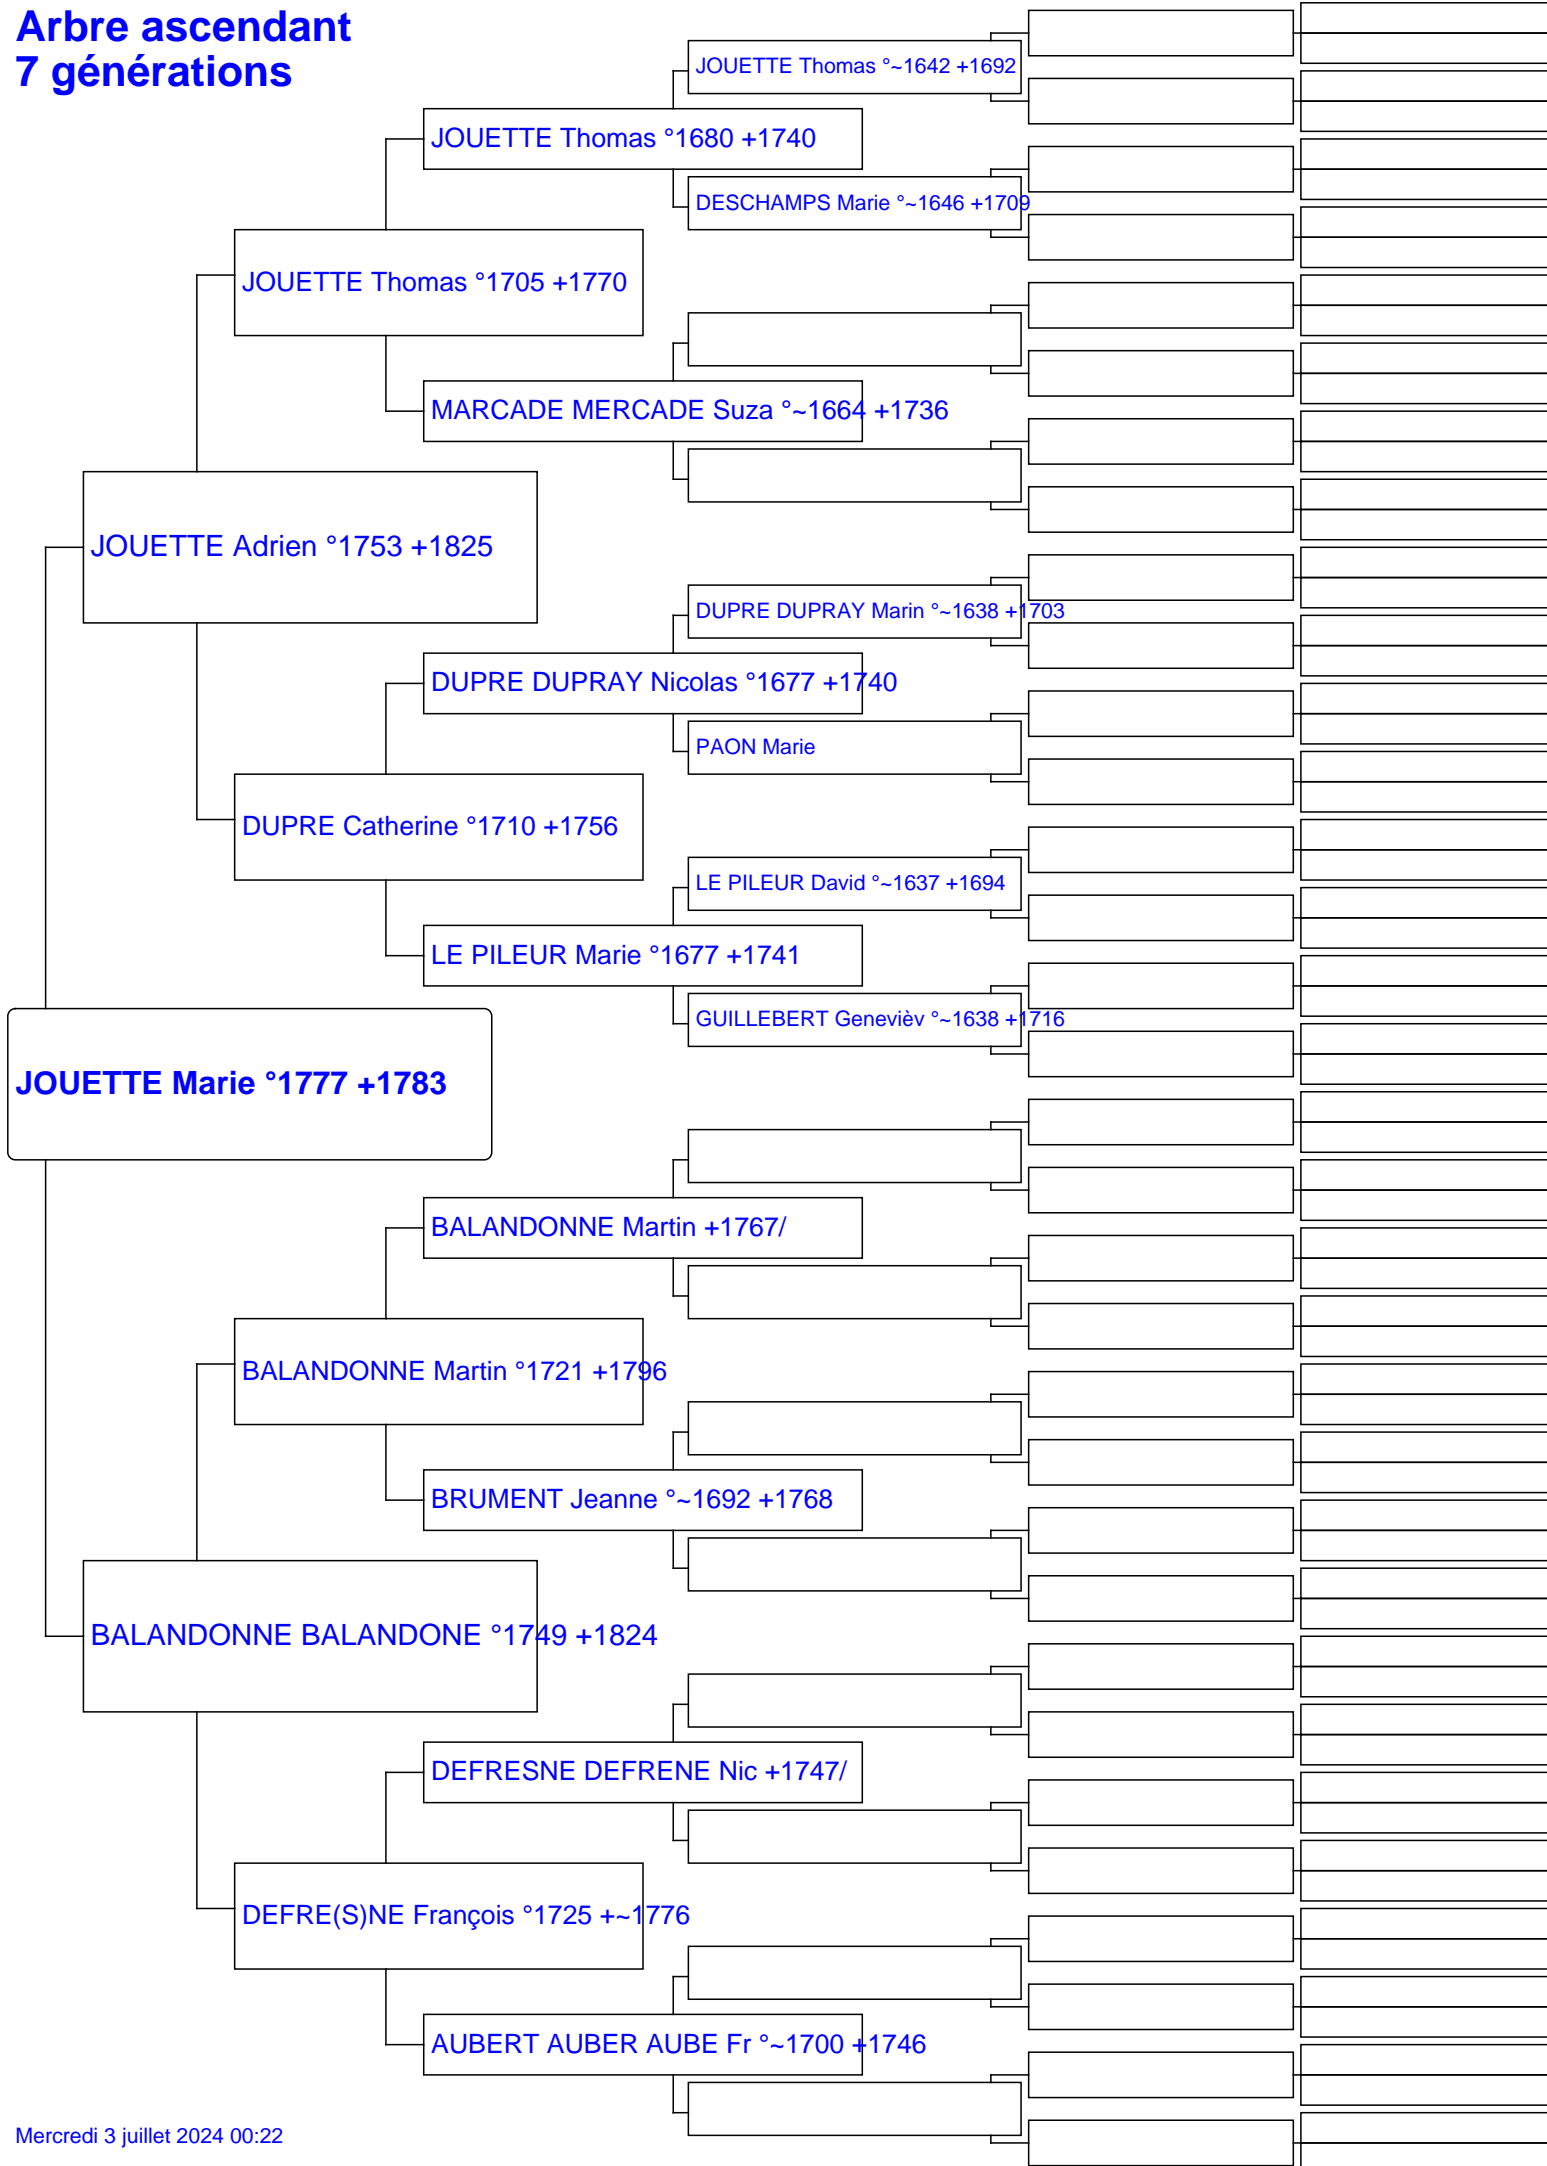 Arbre ascendant
7 générations
JOUETTE Thomas °~1642 +1692
JOUETTE Thomas °1680 +1740
DESCHAMPS Marie °~1646 +1709
JOUETTE Thomas °1705 +1770
MARCADE MERCADE Suza °~1664 +1736
JOUETTE Adrien °1753 +1825
DUPRE DUPRAY Marin °~1638 +1703
DUPRE DUPRAY Nicolas °1677 +1740
PAON Marie
DUPRE Catherine °1710 +1756
LE PILEUR David °~1637 +1694
LE PILEUR Marie °1677 +1741
GUILLEBERT Genevièv °~1638 +1716
JOUETTE Marie °1777 +1783
BALANDONNE Martin +1767/
BALANDONNE Martin °1721 +1796
BRUMENT Jeanne °~1692 +1768
BALANDONNE BALANDONE °1749 +1824
DEFRESNE DEFRENE Nic +1747/
DEFRE(S)NE François °1725 +~1776
AUBERT AUBER AUBE Fr °~1700 +1746
Mercredi 3 juillet 2024 00:22